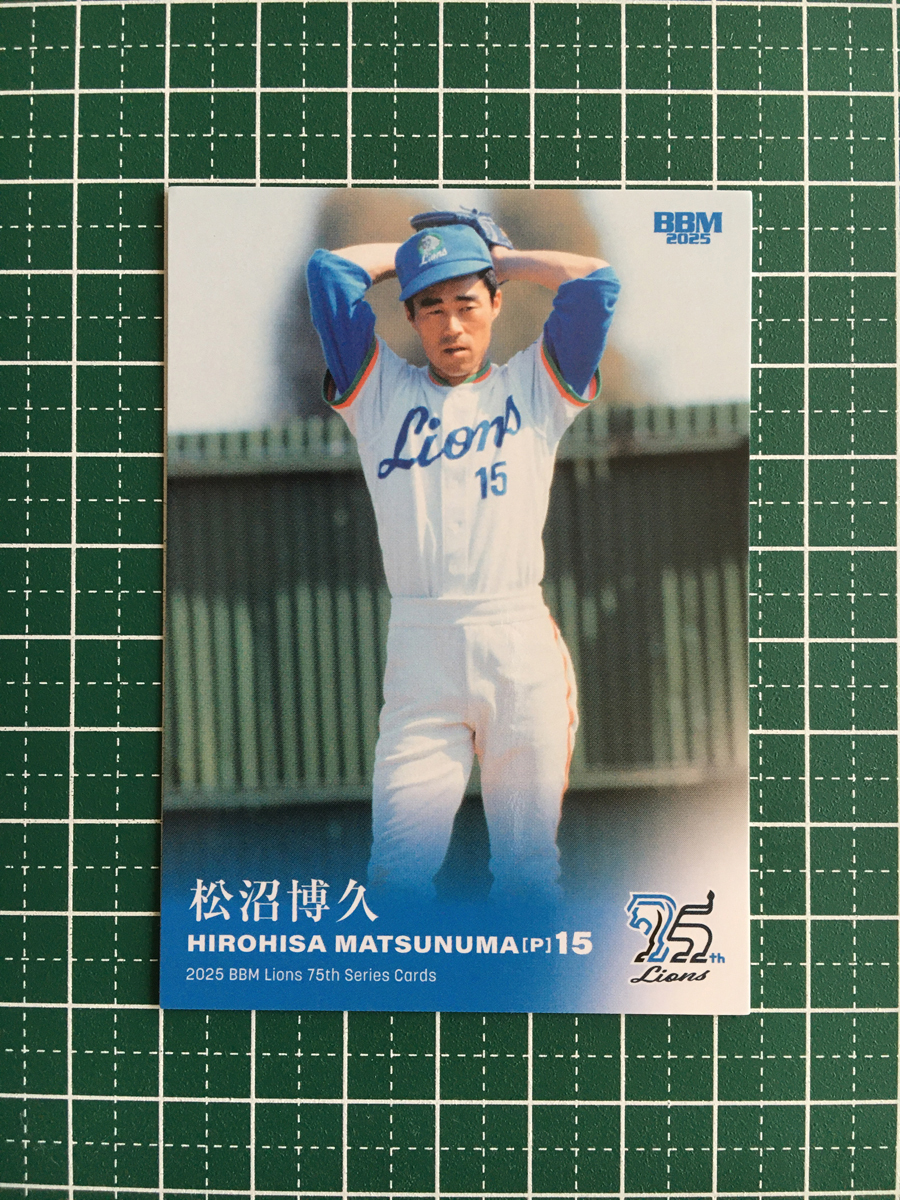 BBM
2025
Lions
Lions
15
松沼博久
HIROHISA MATSUNUMA [P] 15
2025 BBM Lions 75th Series Cards
75th
Lions